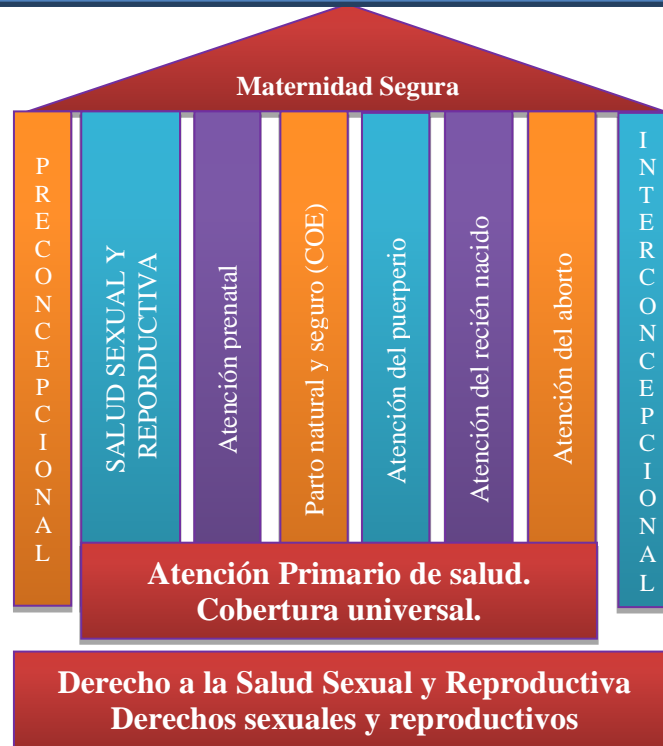 Maternidad Segura
PRECONCEPCIONAL
SALUD SEXUAL Y
REPORDUCTIVA
Atención prenatal
Parto natural y seguro (COE)
Atención del puerperio
Atención del recién nacido
Atención del aborto
INTERCONCEPCIONAL
Atención Primario de salud.
Cobertura universal.
Derecho a la Salud Sexual y Reproductiva
Derechos sexuales y reproductivos